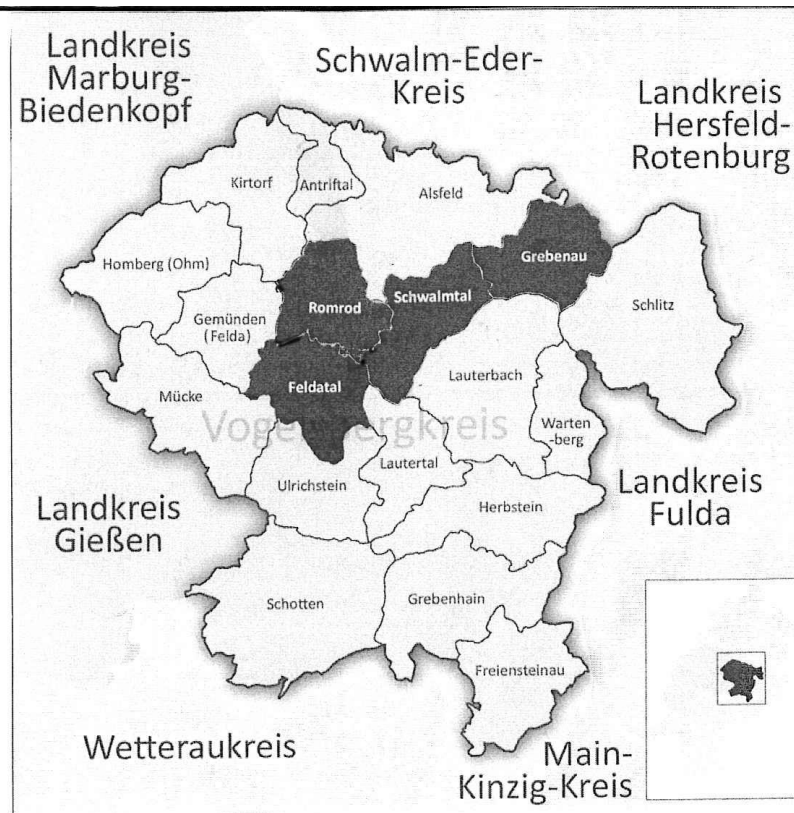 Landkreis
Marburg-
Biedenkopf
Schwalm-Eder-
Kreis
Landkreis
Hersfeld-
Rotenburg
Kirtorf
Antriftal
Alsfeld
Homberg (Ohm)
Grebenau
Romrod
Schwalmtal
Schlitz
Gemünden
(Felda)
Feldatal
Lauterbach
Mücke
Vogelsbergkreis
Warten
-berg
Lautertal
Ulrichstein
Herbstein
Landkreis
Gießen
Landkreis
Fulda
Schotten
Grebenhain
Freiensteinau
Wetteraukreis
Main-
Kinzig-Kreis